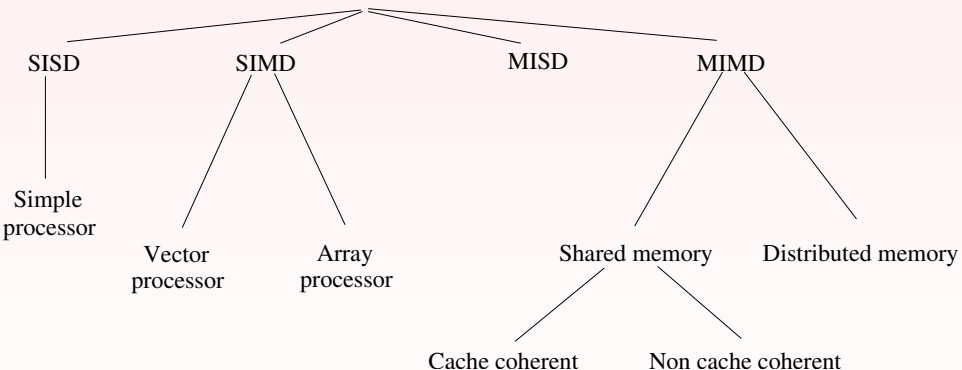 SISD
SIMD
MISD
MIMD
Simple
processor
Vector
processor
Array
processor
Shared memory
Distributed memory
Cache coherent
Non cache coherent